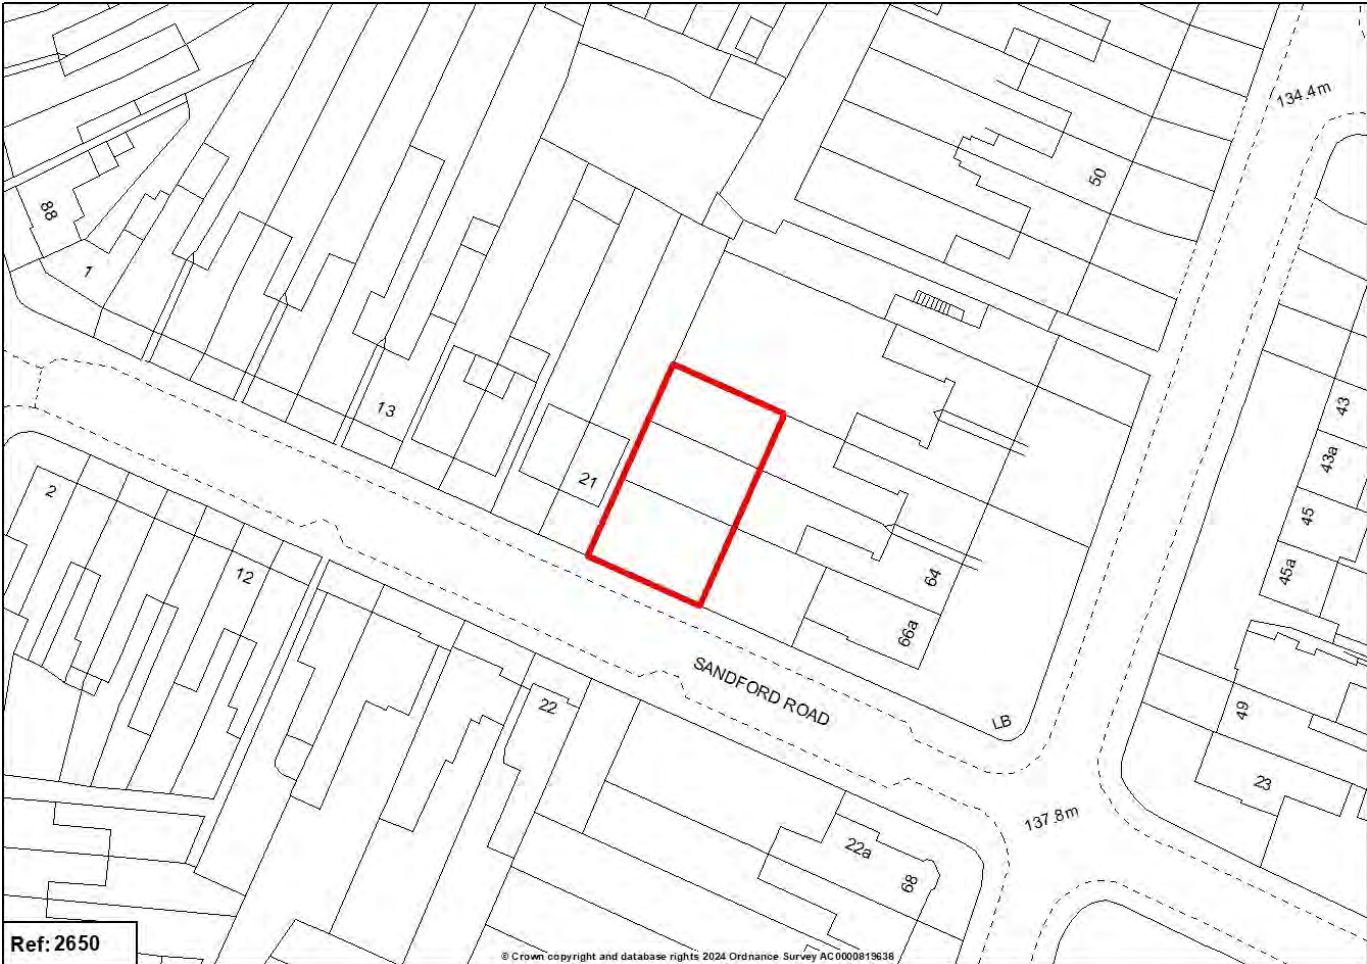 134.4m
50
88
1
43
13
43a
21
45
2
45a
12
64
66a
SANDFORD ROAD
22
LB
49
23
137.8m
22a
68
Ref: 2650
© Crown copyright and database rights 2024 Ordnance Survey AC0000819638